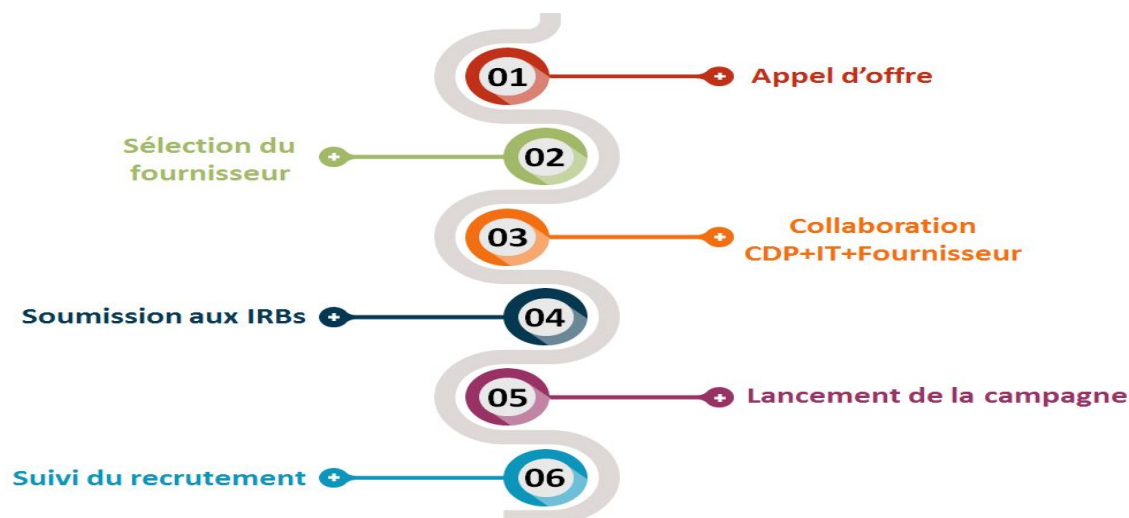 01
Appel d’offre
Sélection du
fournisseur
02
03
Collaboration
CDP+IT+Fournisseur
Soumission aux IRBs
04
05
Lancement de la campagne
Suivi du recrutement
06